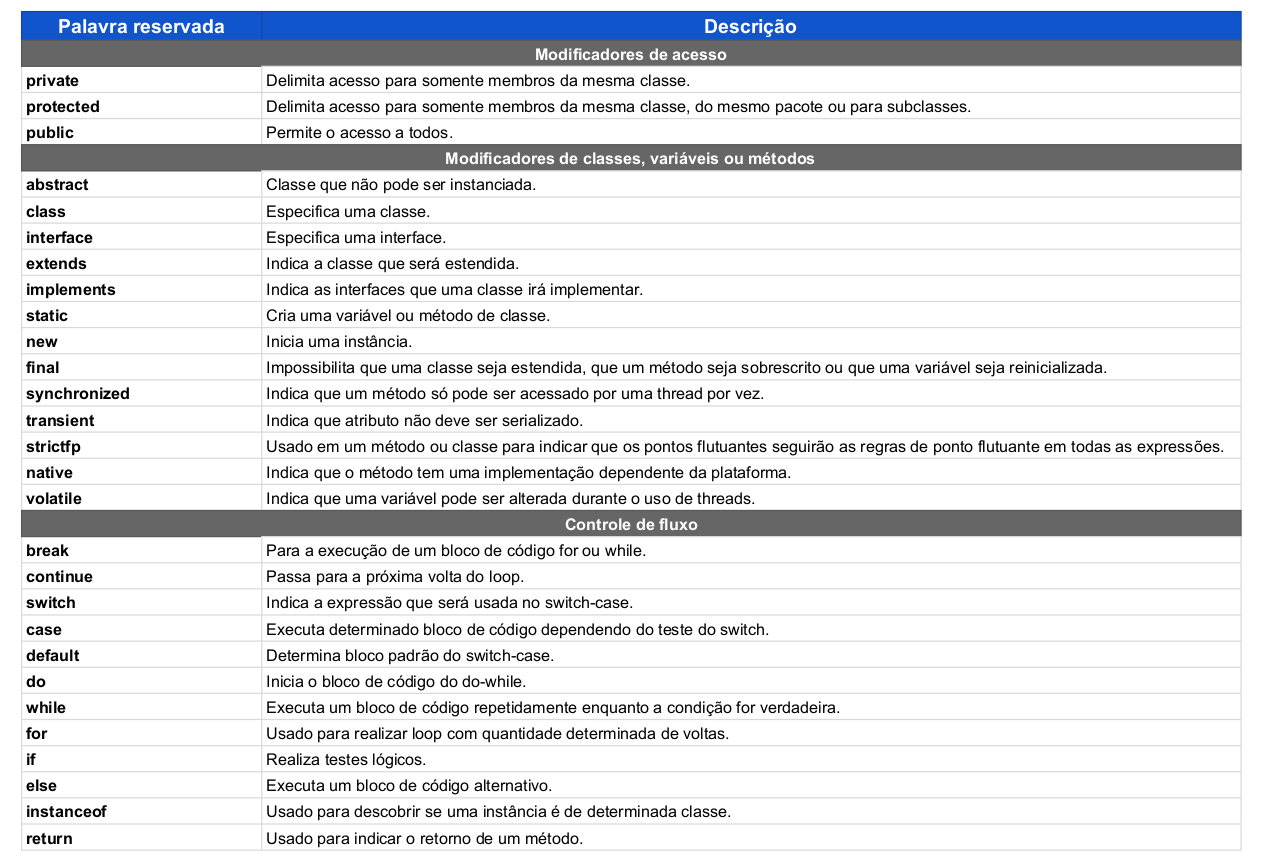 Palavra reservada Descrição
Modificadores de acesso
private Delimita acesso para somente membros da mesma classe.
protected Delimita acesso para somente membros da mesma classe, do mesmo pacote ou para subclasses.
public Permite o acesso a todos.
Modificadores de classes, variáveis ou métodos
abstract Classe que não pode ser instanciada.
class Especifica uma classe.
interface Especifica uma interface.
extends Indica a classe que será estendida.
implements Indica as interfaces que uma classe irá implementar.
static Cria uma variável ou método de classe.
new Inicia uma instância.
final Impossibilita que uma classe seja estendida, que um método seja sobrescrito ou que uma variável seja reinicializada.
synchronized Indica que um método só pode ser acessado por uma thread por vez.
transient Indica que atributo não deve ser serializado.
strictfp Usado em um método ou classe para indicar que os pontos flutuantes seguirão as regras de ponto flutuante em todas as expressões.
native Indica que o método tem uma implementação dependente da plataforma.
volatile Indica que uma variável pode ser alterada durante o uso de threads.
Controle de fluxo
break Para a execução de um bloco de código for ou while.
continue Passa para a próxima volta do loop.
switch Indica a expressão que será usada no switch-case.
case Executa determinado bloco de código dependendo do teste do switch.
default Determina bloco padrão do switch-case.
do Inicia o bloco de código do do-while.
while Executa um bloco de código repetidamente enquanto a condição for verdadeira.
for Usado para realizar loop com quantidade determinada de voltas.
if Realiza testes lógicos.
else Executa um bloco de código alternativo.
instanceof Usado para descobrir se uma instância é de determinada classe.
return Usado para indicar o retorno de um método.